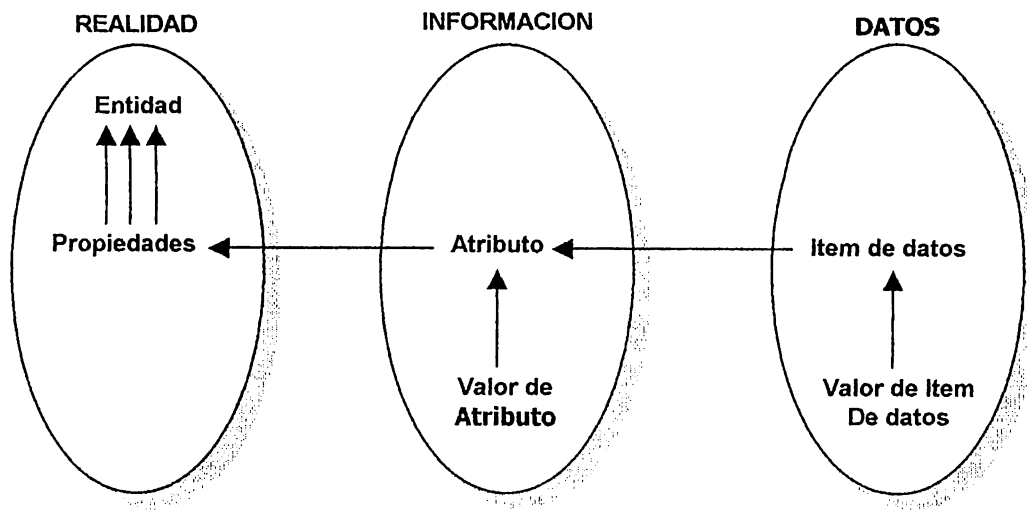 REALIDAD
INFORMACION
DATOS
Entidad
Propiedades
Atributo
Item de datos
Valor de
Atributo
Valor de Item
De datos